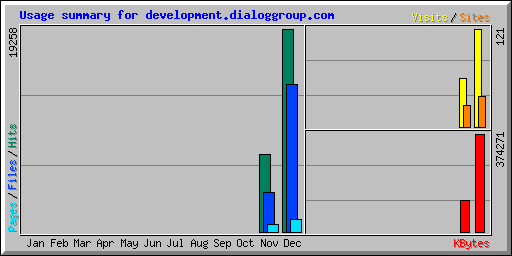 Usage summary for development.dialoggroup.com
Visits/Sites
19258
121
Pages/Files/Hits
374271
Jan Feb Mar Apr May Jun Jul Aug Sep Oct Nov Dec
KBytes